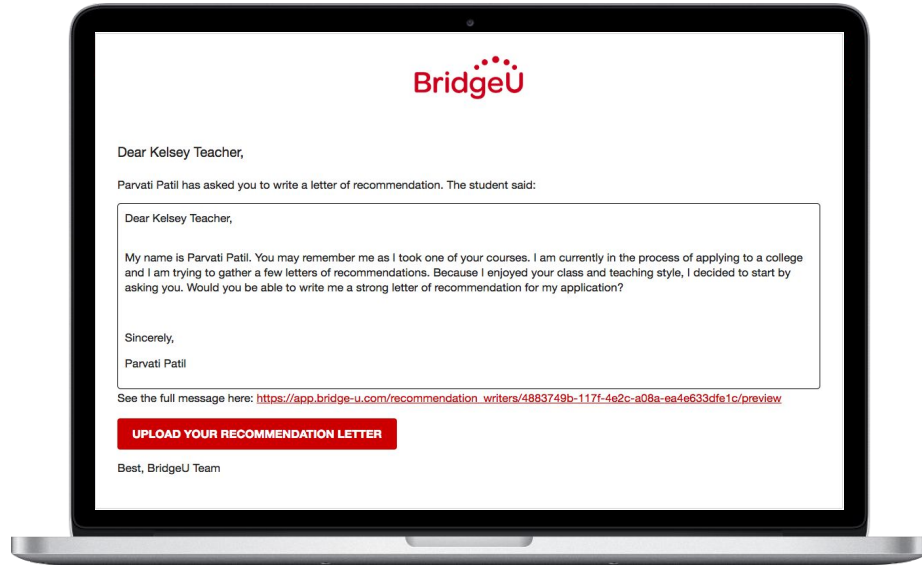 BridgeU
Dear Kelsey Teacher,
Parvati Patil has asked you to write a letter of recommendation. The student said:
Dear Kelsey Teacher,
My name is Parvati Patil. You may remember me as I took one of your courses. I am currently in the process of applying to a college
and I am trying to gather a few letters of recommendations. Because I enjoyed your class and teaching style, I decided to start by
asking you. Would you be able to write me a strong letter of recommendation for my application?
Sincerely,
Parvati Patil
See the full message here: https://app.bridge-u.com/recommendation_writers/4883749b-117f-4e2c-a08a-ea4e633dfe1c/preview
UPLOAD YOUR RECOMMENDATION LETTER
Best, BridgeU Team